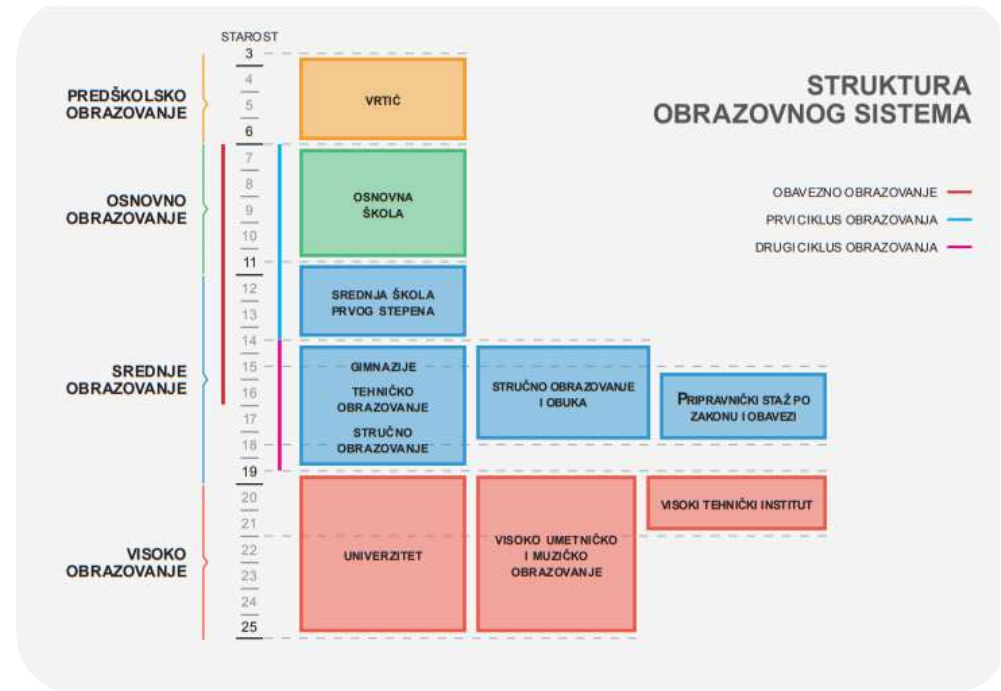 STRUKTURA
OBRAZOVNOG SISTEMA
OBAVEZNO OBRAZOVANJE
PRVI CIKLUS OBRAZOVANJA
DRUGI CIKLUS OBRAZOVANJA
STAROST
3
4
5
6
7
8
9
10
11
12
13
14
15
16
17
18
19
20
21
22
23
24
25
PREDŠKOLSKO
OBRAZOVANJE
VRTIĆ
OSNOVNO
OBRAZOVANJE
OSNOVNA
ŠKOLA
SREDNJE
OBRAZOVANJE
SREDNJA ŠKOLA
PRVOG STEPENA
GIMNAZIJE
TEHNIČKO
OBRAZOVANJE
STRUČNO
OBRAZOVANJE
STRUČNO OBRAZOVANJE
I OBUKA
PRIPRAVNIČKI STAŽ PO
ZAKONU I OBAVEZI
VISOKO
OBRAZOVANJE
UNIVERZITET
VISOKO UMETNIČKO
I MUZIČKO
OBRAZOVANJE
VISOKI TEHNIČKI INSTITUT